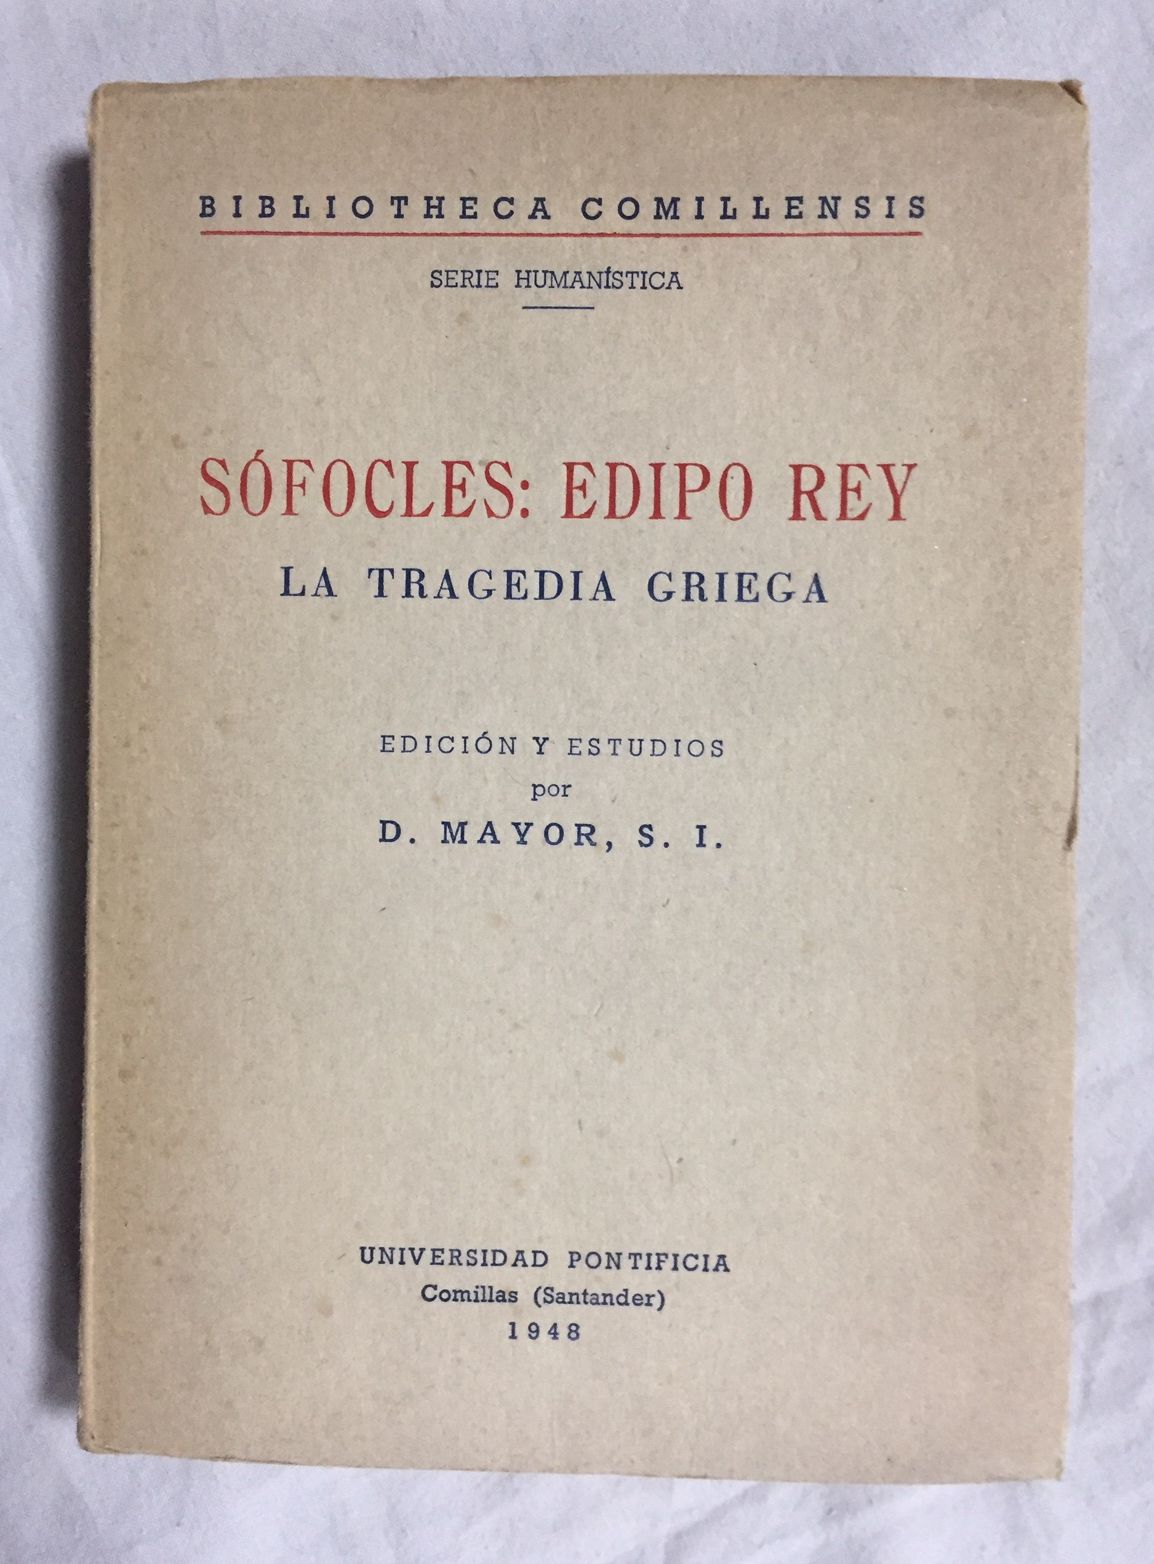 BIBLIOTHECA COMILLENSIS
SERIE HUMANÍSTICA
SÓFOCLES: EDIPO REY
LA TRAGEDIA GRIEGA
EDICIÓN Y ESTUDIOS
por
D. MAYOR, S. I.
UNIVERSIDAD PONTIFICIA
Comillas (Santander)
1948